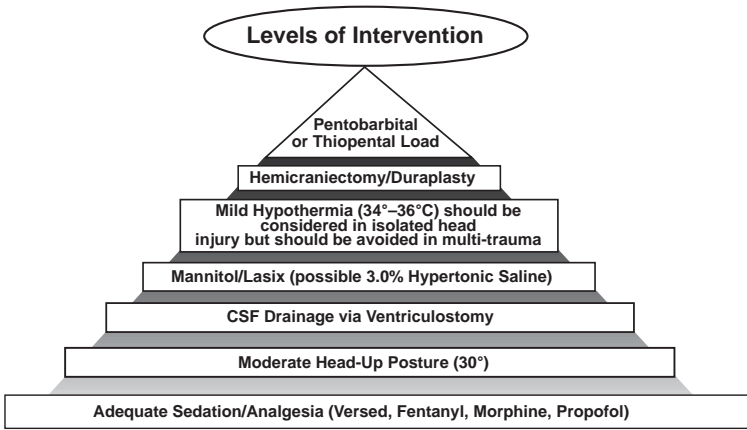 Levels of Intervention
Pentobarbital
or Thiopental Load
Hemicraniectomy/Duraplasty
Mild Hypothermia (34°–36°C) should be
considered in isolated head
injury but should be avoided in multi-trauma
Mannitol/Lasix (possible 3.0% Hypertonic Saline)
CSF Drainage via Ventriculostomy
Moderate Head-Up Posture (30°)
Adequate Sedation/Analgesia (Versed, Fentanyl, Morphine, Propofol)